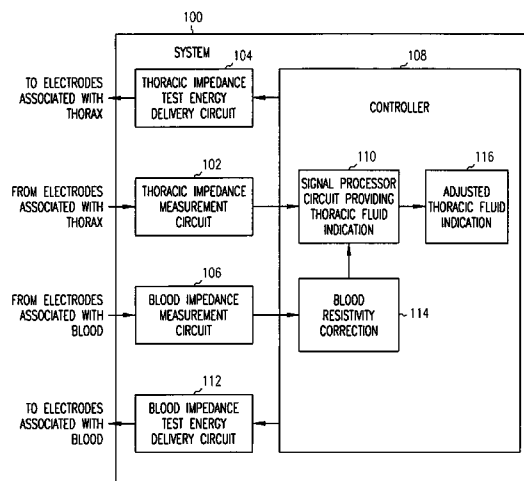 100
SYSTEM
104
108
TO ELECTRODES
ASSOCIATED WITH
THORAX
THORACIC IMPEDANCE
TEST ENERGY
DELIVERY CIRCUIT
CONTROLLER
102
110
116
FROM ELECTRODES
ASSOCIATED WITH
THORAX
THORACIC IMPEDANCE
MEASUREMENT
CIRCUIT
SIGNAL PROCESSOR
CIRCUIT PROVIDING
THORACIC FLUID
INDICATION
ADJUSTED
THORACIC FLUID
INDICATION
106
FROM ELECTRODES
ASSOCIATED WITH
BLOOD
BLOOD IMPEDANCE
MEASUREMENT
CIRCUIT
BLOOD
RESISTIVITY
CORRECTION
114
112
TO ELECTRODES
ASSOCIATED WITH
BLOOD
BLOOD IMPEDANCE
TEST ENERGY
DELIVERY CIRCUIT